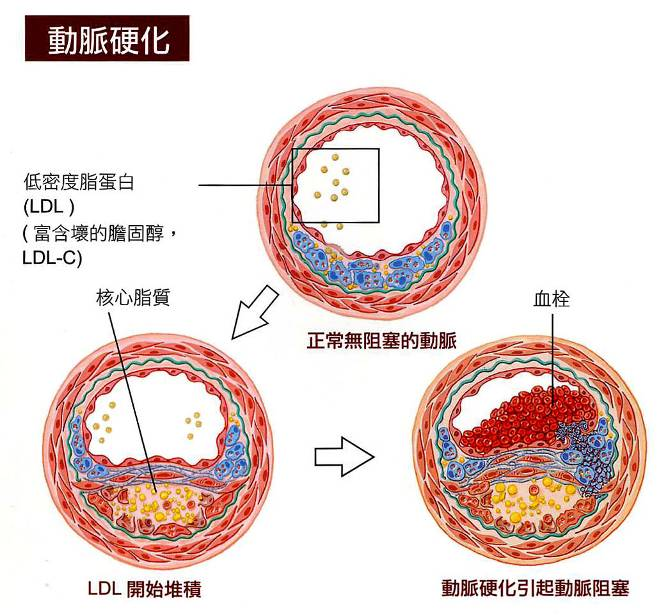 動脈硬化
低密度脂蛋白
(LDL )
( 富含壞的膽固醇,
LDL-C)
正常無阻塞的動脈
核心脂質
血栓
LDL 開始堆積
動脈硬化引起動脈阻塞